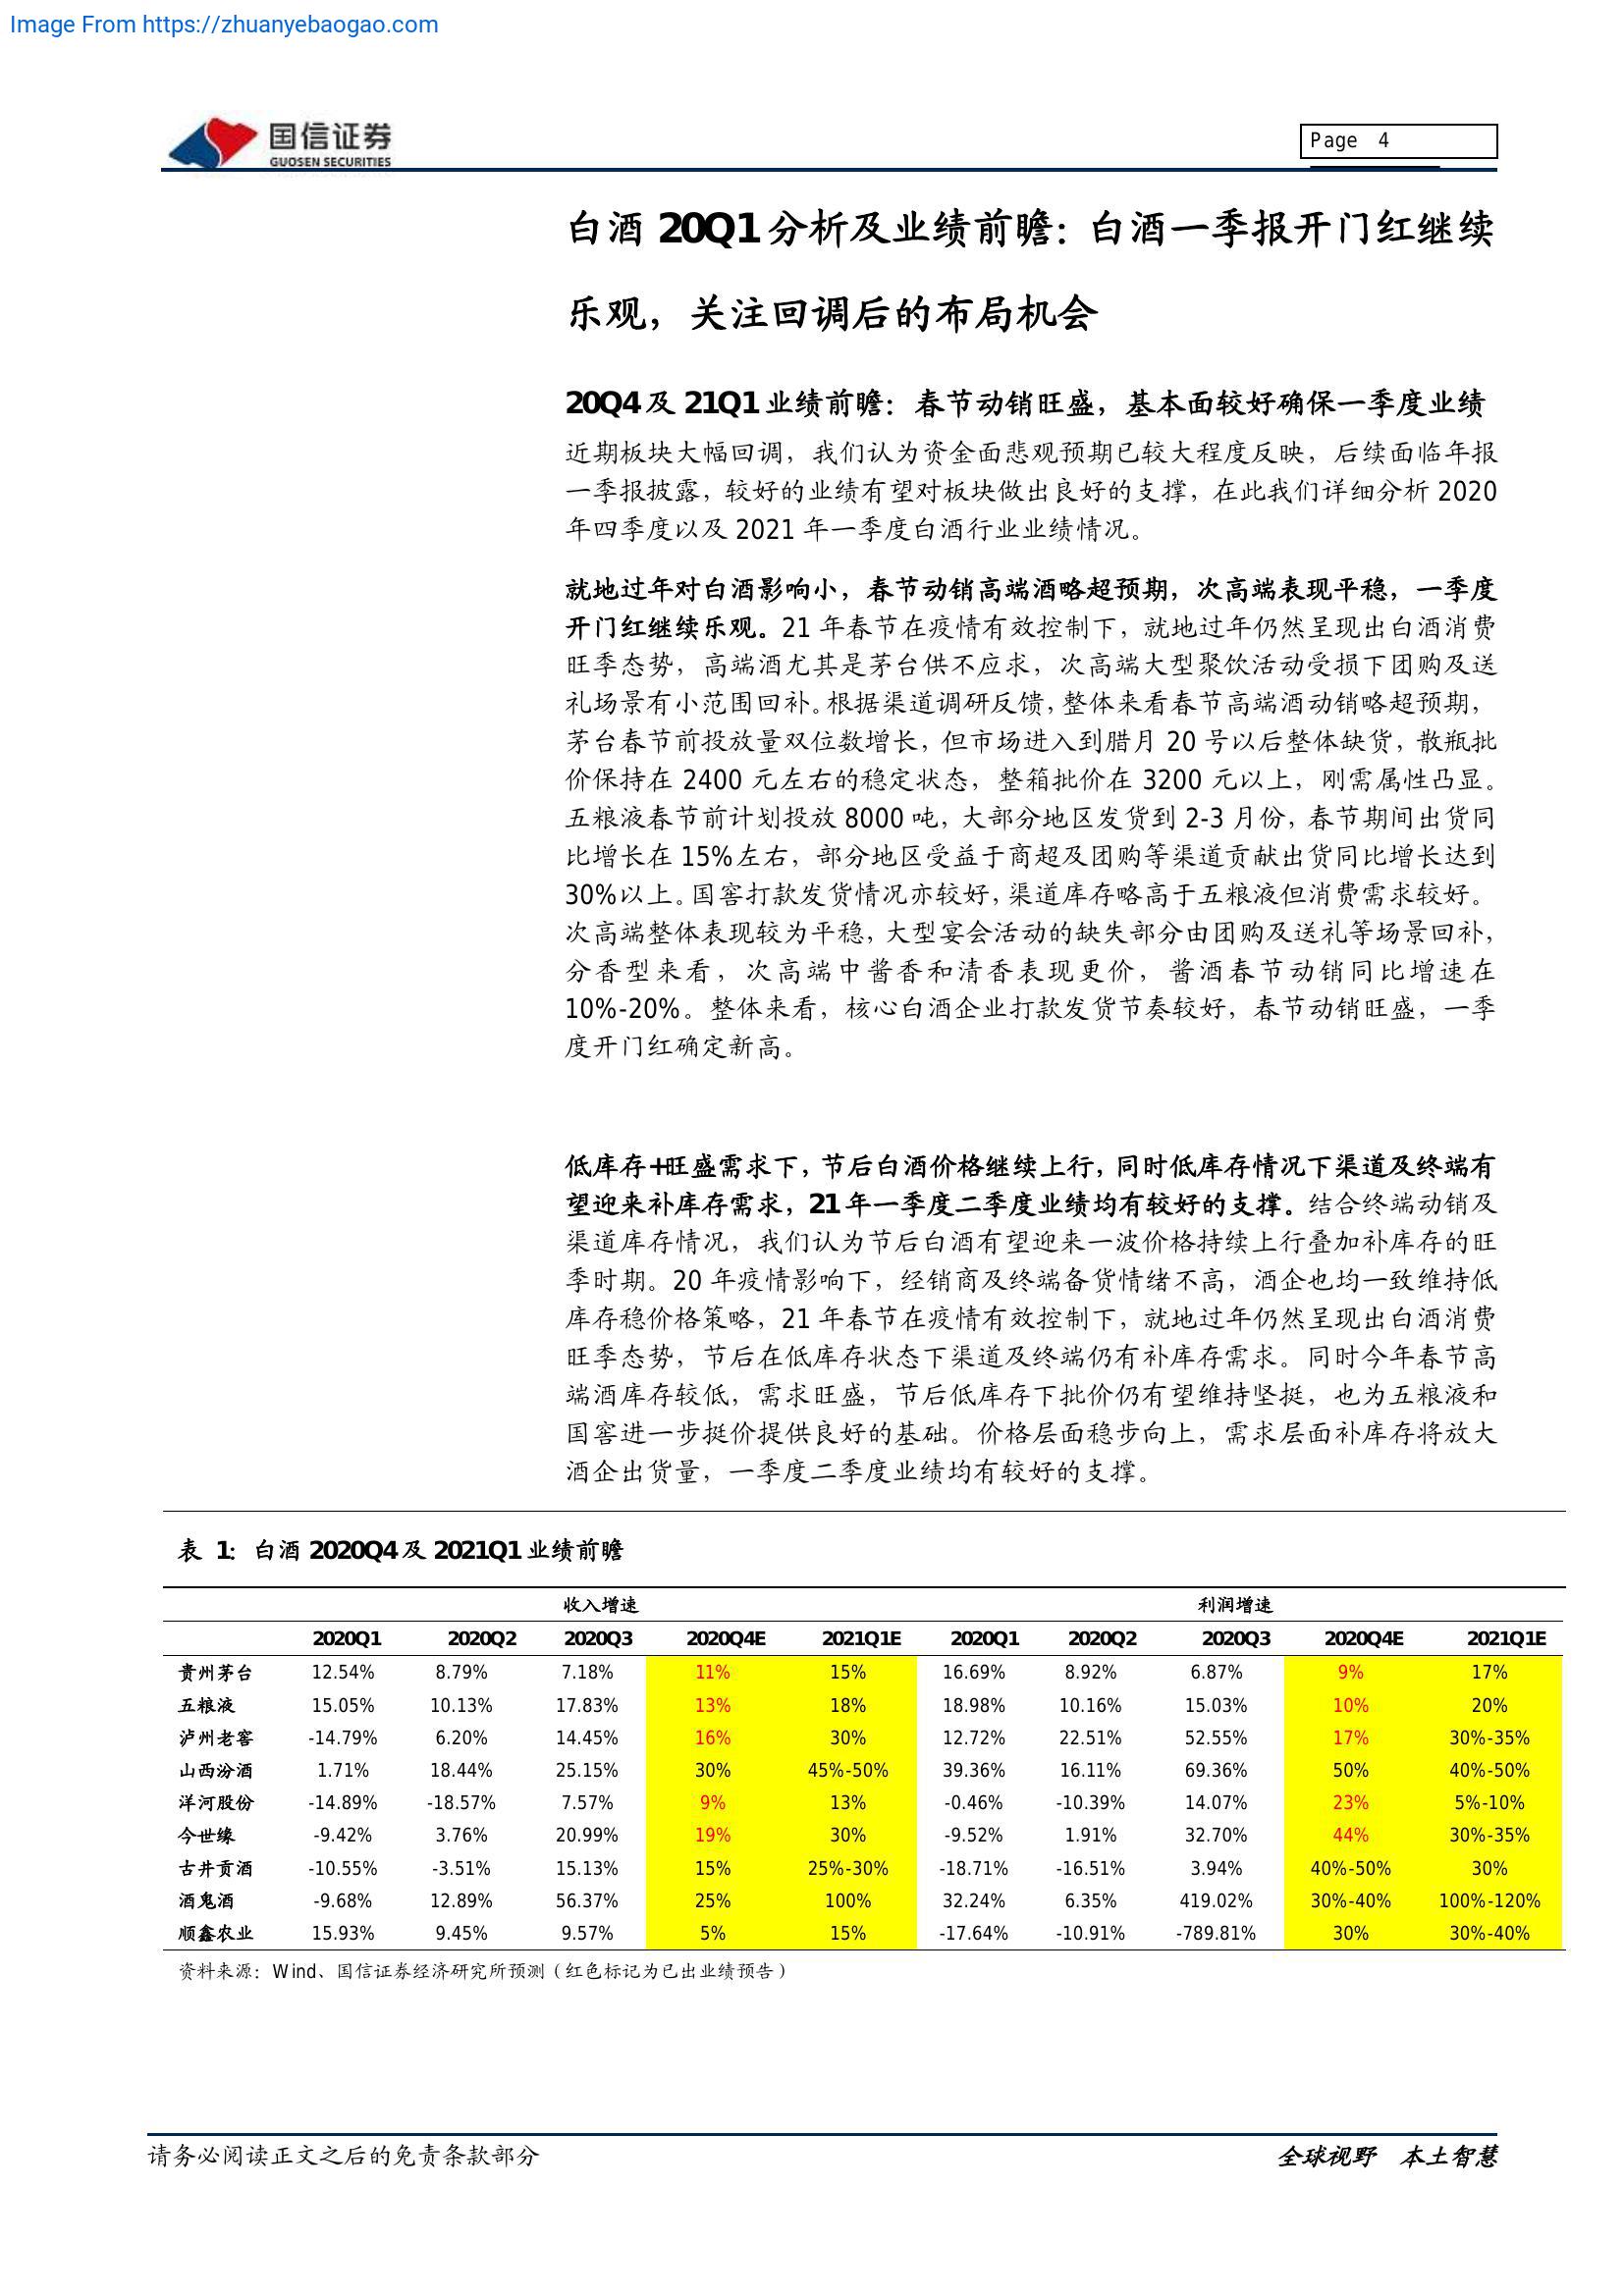 Image From https://zhuanyebaogao.com
国信证券
GUOSEN SECURITIES
Page 4
白酒 20Q1 分析及业绩前瞻：白酒一季报开门红继续
乐观，关注回调后的布局机会
20Q4 及 21Q1 业绩前瞻：春节动销旺盛，基本面较好确保一季度业绩
近期板块大幅回调，我们认为资金面悲观预期已较大程度反映，后续面临年报
一季报披露，较好的业绩有望对板块做出良好的支撑，在此我们详细分析 2020
年四季度以及 2021 年一季度白酒行业业绩情况。
就地过年对白酒影响小，春节动销高端酒略超预期，次高端表现平稳，一季度
开门红继续乐观。21 年春节在疫情有效控制下，就地过年仍然呈现出白酒消费
旺季态势，高端酒尤其是茅台供不应求，次高端大型聚饮活动受损下团购及送
礼场景有小范围回补。根据渠道调研反馈，整体来看春节高端酒动销略超预期，
茅台春节前投放量双位数增长，但市场进入到腊月 20 号以后整体缺货，散瓶批
价保持在 2400 元左右的稳定状态，整箱批价在 3200 元以上，刚需属性凸显。
五粮液春节前计划投放 8000 吨，大部分地区发货到 2-3 月份，春节期间出货同
比增长在 15%左右，部分地区受益于商超及团购等渠道贡献出货同比增长达到
30%以上。国窖打款发货情况亦较好，渠道库存略高于五粮液但消费需求较好。
次高端整体表现较为平稳，大型宴会活动的缺失部分由团购及送礼等场景回补，
分香型来看，次高端中酱香和清香表现更价，酱酒春节动销同比增速在
10%-20%。整体来看，核心白酒企业打款发货节奏较好，春节动销旺盛，一季
度开门红确定新高。
低库存+旺盛需求下，节后白酒价格继续上行，同时低库存情况下渠道及终端有
望迎来补库存需求，21 年一季度二季度业绩均有较好的支撑。结合终端动销及
渠道库存情况，我们认为节后白酒有望迎来一波价格持续上行叠加补库存的旺
季时期。20 年疫情影响下，经销商及终端备货情绪不高，酒企也均一致维持低
库存稳价格策略，21 年春节在疫情有效控制下，就地过年仍然呈现出白酒消费
旺季态势，节后在低库存状态下渠道及终端仍有补库存需求。同时今年春节高
端酒库存较低，需求旺盛，节后低库存下批价仍有望维持坚挺，也为五粮液和
国窖进一步挺价提供良好的基础。价格层面稳步向上，需求层面补库存将放大
酒企出货量，一季度二季度业绩均有较好的支撑。
表 1：白酒 2020Q4 及 2021Q1 业绩前瞻
收入增速 利润增速
2020Q1 2020Q2 2020Q3 2020Q4E 2021Q1E 2020Q1 2020Q2 2020Q3 2020Q4E 2021Q1E
贵州茅台 12.54% 8.79% 7.18% 11% 15% 16.69% 8.92% 6.87% 9% 17%
五粮液 15.05% 10.13% 17.83% 13% 18% 18.98% 10.16% 15.03% 10% 20%
泸州老窖 -14.79% 6.20% 14.45% 16% 30% 12.72% 22.51% 52.55% 17% 30%-35%
山西汾酒 1.71% 18.44% 25.15% 30% 45%-50% 39.36% 16.11% 69.36% 50% 40%-50%
洋河股份 -14.89% -18.57% 7.57% 9% 13% -0.46% -10.39% 14.07% 23% 5%-10%
今世缘 -9.42% 3.76% 20.99% 19% 30% -9.52% 1.91% 32.70% 44% 30%-35%
古井贡酒 -10.55% -3.51% 15.13% 15% 25%-30% -18.71% -16.51% 3.94% 40%-50% 30%
酒鬼酒 -9.68% 12.89% 56.37% 25% 100% 32.24% 6.35% 419.02% 30%-40% 100%-120%
顺鑫农业 15.93% 9.45% 9.57% 5% 15% -17.64% -10.91% -789.81% 30% 30%-40%
资料来源：Wind、国信证券经济研究所预测（红色标记为已出业绩预告）
请务必阅读正文之后的免责条款部分 全球视野 本土智慧